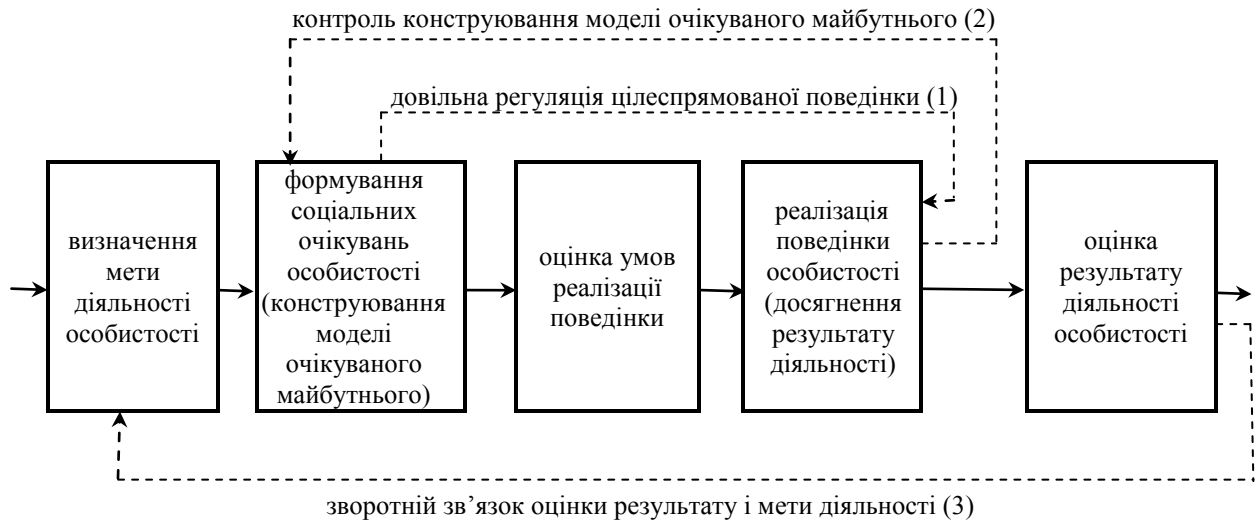 контроль конструювання моделі очікуваного майбутнього (2)
довільна регуляція цілеспрямованої поведінки (1)
визначення
мети
діяльності
особистості
формування
соціальних
очікувань
особистості
(конструювання
моделі
очікуваного
майбутнього)
оцінка умов
реалізації
поведінки
реалізація
поведінки
особистості
(досягнення
результату
діяльності)
оцінка
результату
діяльності
особистості
зворотній зв’язок оцінки результату і мети діяльності (3)